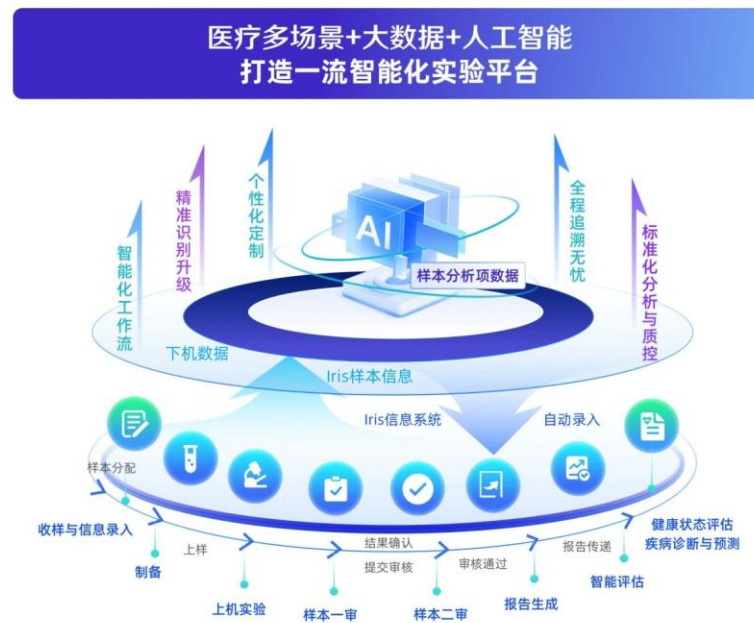 医疗多场景+大数据+人工智能
打造一流智能化实验平台
智能化工作流
精准识别升级
个性化定制
全程追溯无忧
标准化分析与质控
AI
样本分析项数据
下机数据
Iris样本信息
Iris信息系统
自动录入
样本分配
收样与信息录入
制备
上样
上机实验
样本一审
结果确认
提交审核
样本二审
审核通过
报告生成
报告传递
智能评估
健康状态评估
疾病诊断与预测